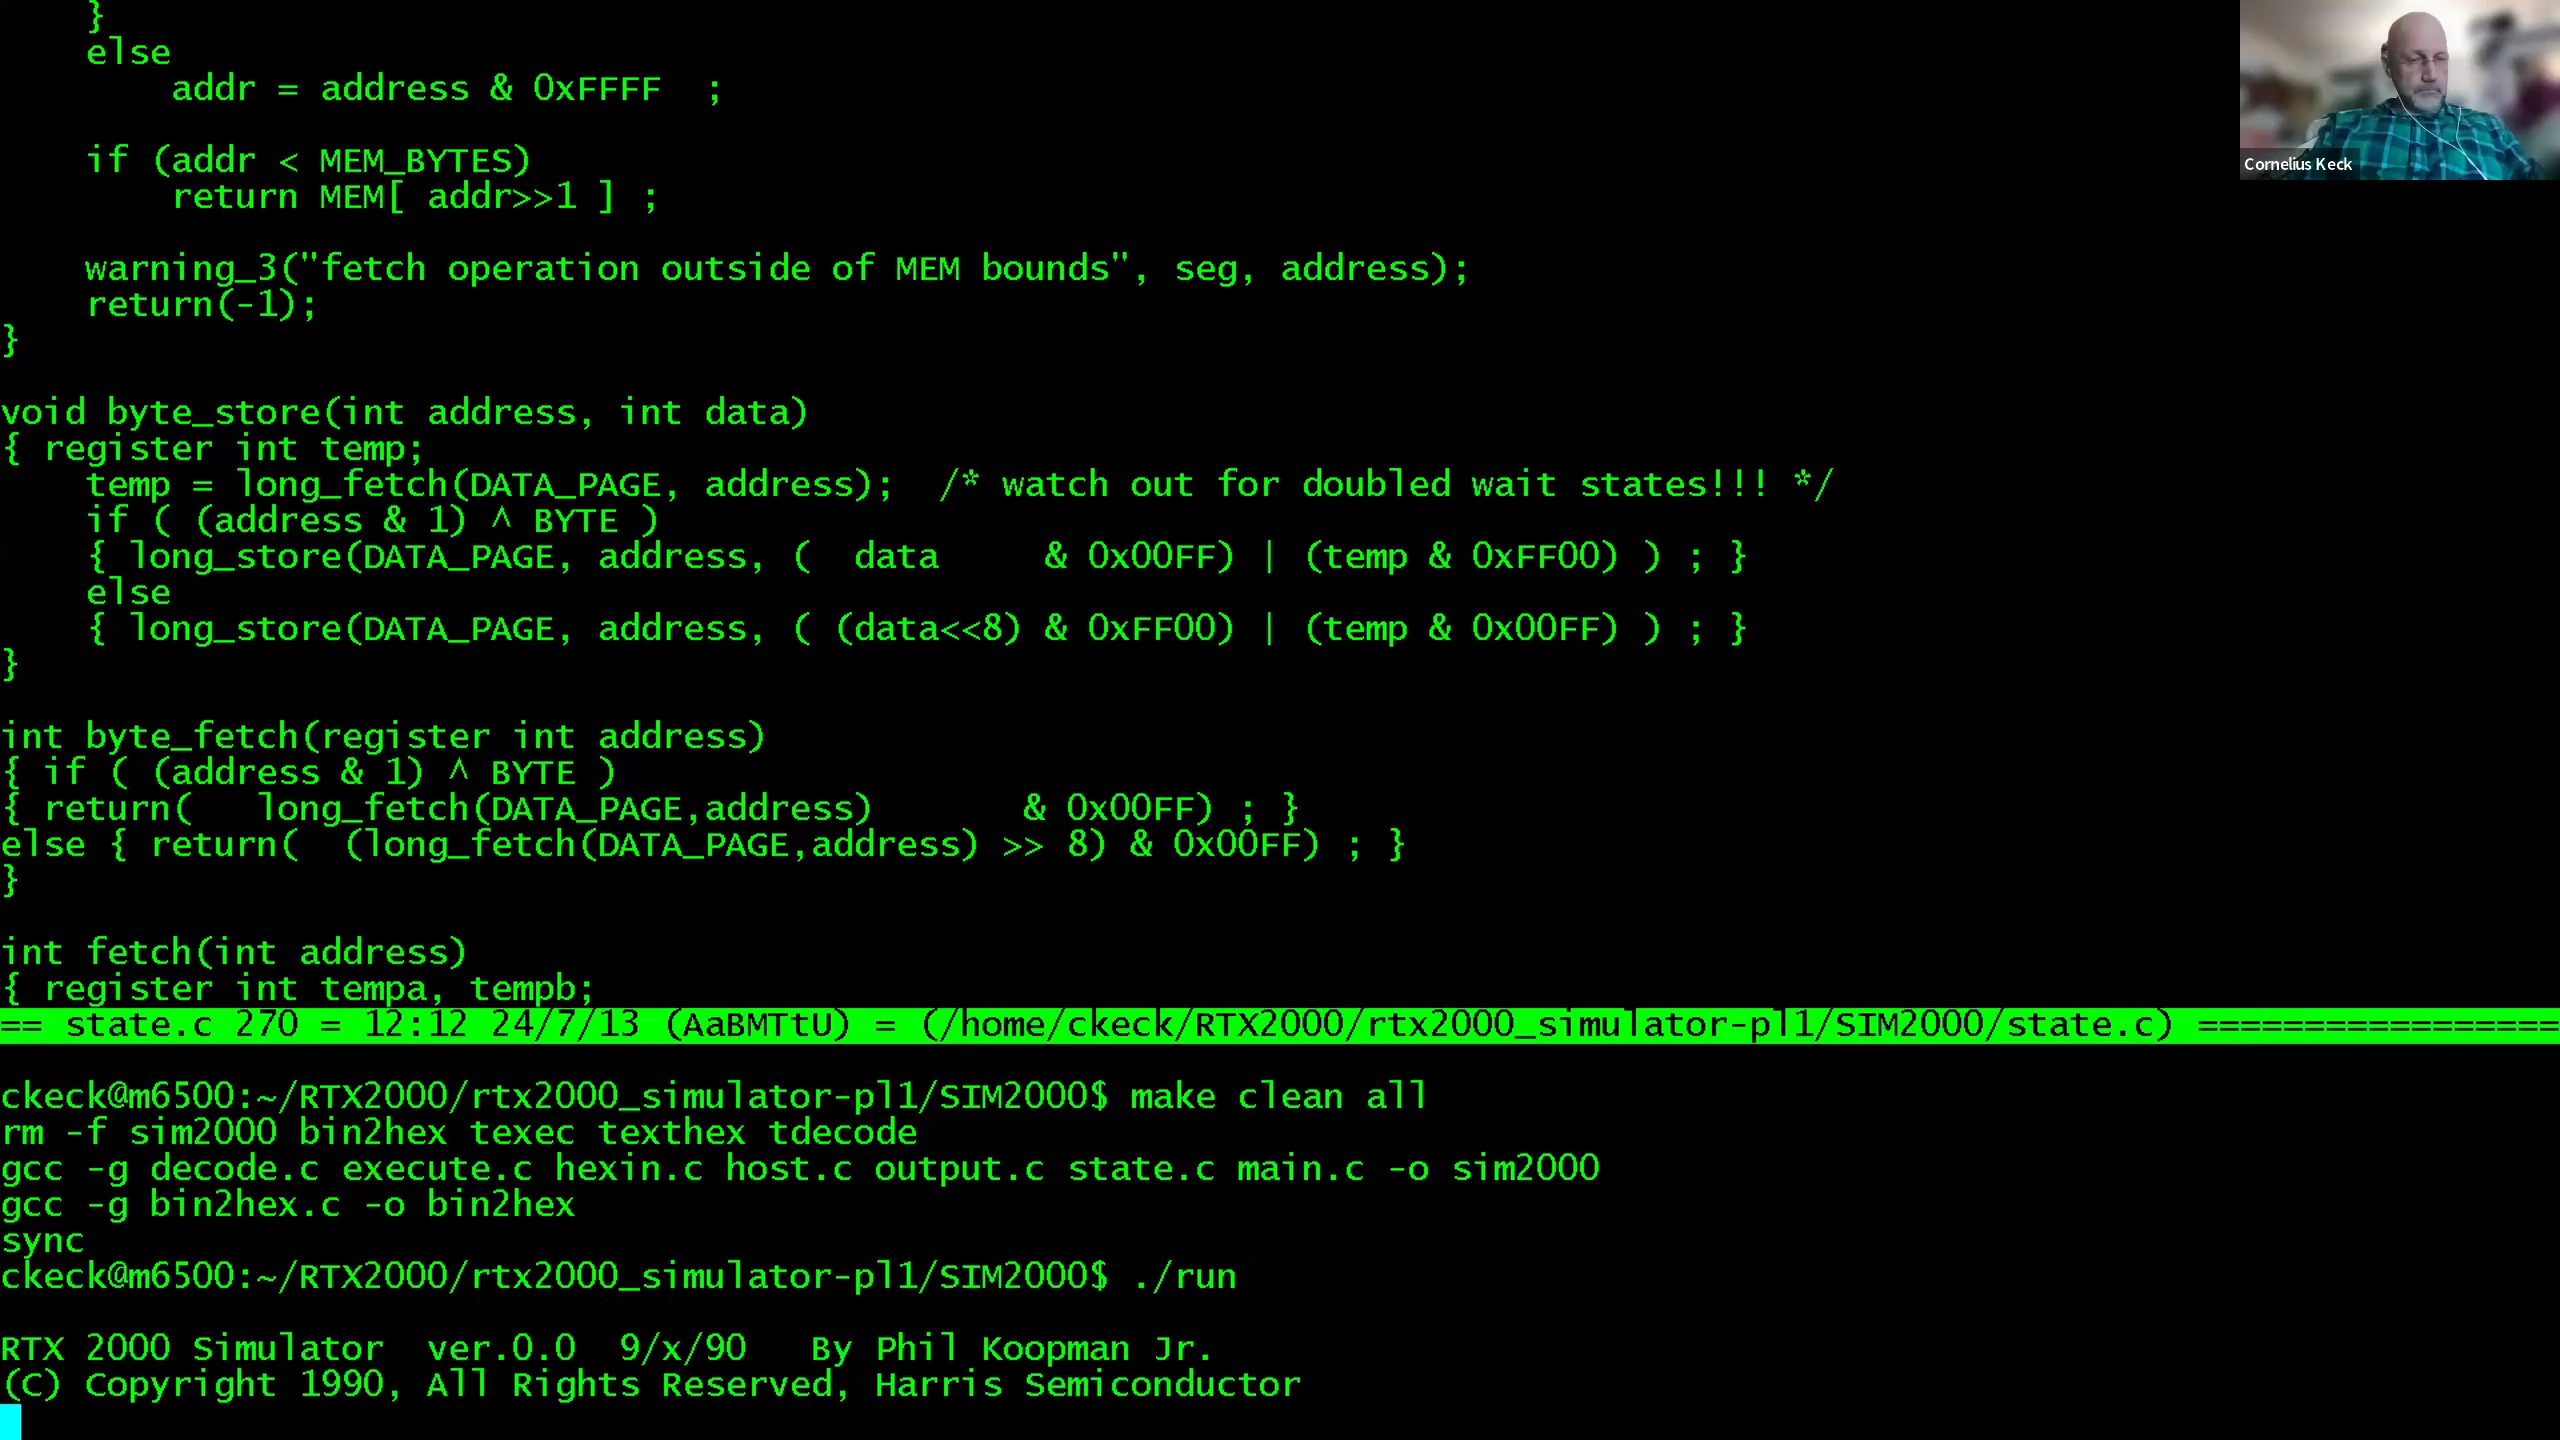 }
else
addr = address & 0xFFFF  ;
if (addr < MEM_BYTES)
return MEM[ addr>>1 ] ;
warning_3("fetch operation outside of MEM bounds", seg, address);
return(-1);
}
void byte_store(int address, int data)
{ register int temp;
temp = long_fetch(DATA_PAGE, address);  /* watch out for doubled wait states!!! */
if ( (address & 1) ^ BYTE )
{ long_store(DATA_PAGE, address, (  data     & 0x00FF) | (temp & 0xFF00) ) ; }
else
{ long_store(DATA_PAGE, address, ( (data<<8) & 0xFF00) | (temp & 0x00FF) ) ; }
}
int byte_fetch(register int address)
{ if ( (address & 1) ^ BYTE )
{ return(   long_fetch(DATA_PAGE,address)       & 0x00FF) ; }
else { return(  (long_fetch(DATA_PAGE,address) >> 8) & 0x00FF) ; }
}
int fetch(int address)
{ register int tempa, tempb;
== state.c 270 = 12:12 24/7/13 (AaBMTtU) = (/home/ckeck/RTX2000/rtx2000_simulator-pl1/SIM2000/state.c) =================
ckeck@m6500:~/RTX2000/rtx2000_simulator-pl1/SIM2000$ make clean all
rm -f sim2000 bin2hex texec texthex tdecode
gcc -g decode.c execute.c hexin.c host.c output.c state.c main.c -o sim2000
gcc -g bin2hex.c -o bin2hex
sync
ckeck@m6500:~/RTX2000/rtx2000_simulator-pl1/SIM2000$ ./run
RTX 2000 Simulator  ver.0.0  9/x/90   By Phil Koopman Jr.
(C) Copyright 1990, All Rights Reserved, Harris Semiconductor
Cornelius Keck